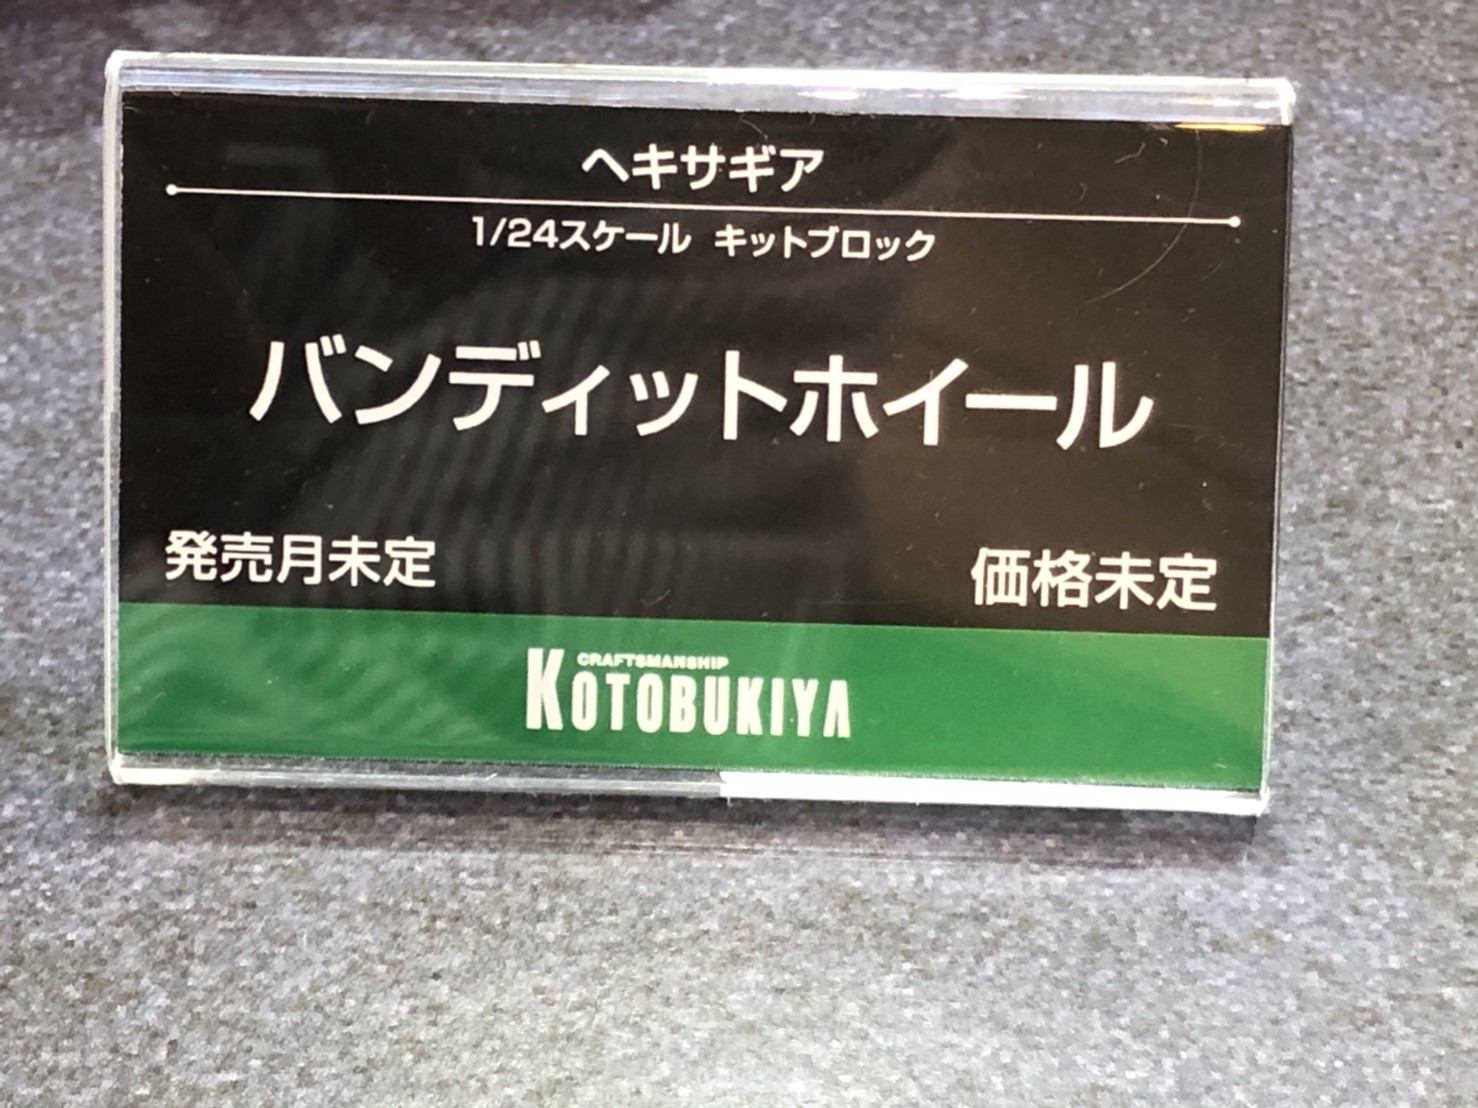 ヘキサギア
1/24スケール キットブロック
バンディットホイール
発売月未定
価格未定
CRAFTSMANSHIP
KOTOBUKIYA